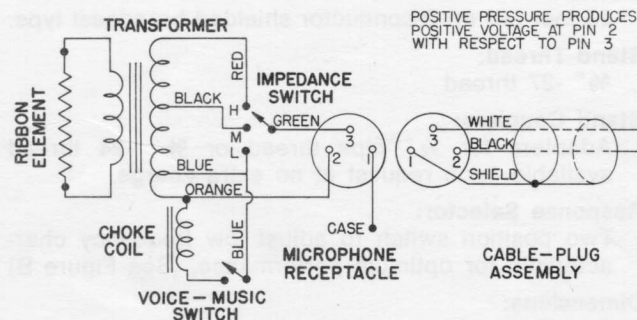 POSITIVE PRESSURE PRODUCES
POSITIVE VOLTAGE AT PIN 2
WITH RESPECT TO PIN 3
TRANSFORMER
RED
IMPEDANCE
SWITCH
BLACK
H
GREEN
M
L
BLUE
ORANGE
RIBBON
ELEMENT
CHOKE
COIL
BLUE
VOICE – MUSIC
SWITCH
3
2
1
CASE
MICROPHONE
RECEPTACLE
3
1
2
WHITE
BLACK
SHIELD
CABLE – PLUG
ASSEMBLY